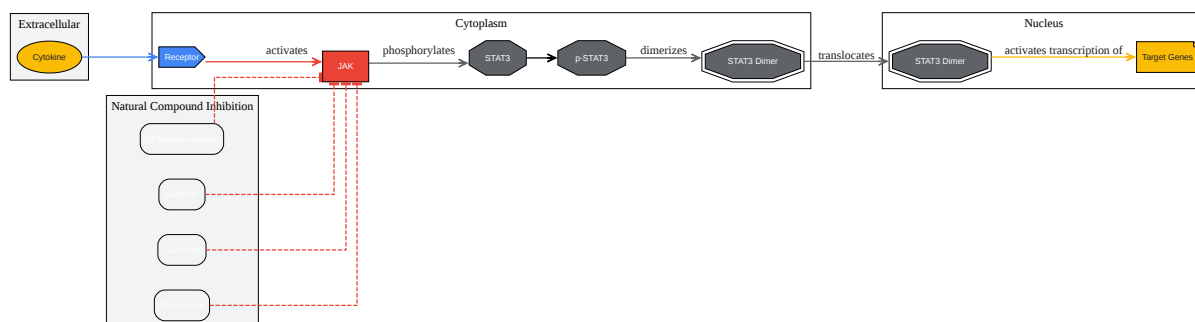 Extracellular
Cytoplasm
Nucleus
Cytokine
Receptor
activates
JAK
phosphorylates
STAT3
p-STAT3
dimerizes
STAT3 Dimer
translocates
STAT3 Dimer
activates transcription of
Target Genes
Natural Compound Inhibition